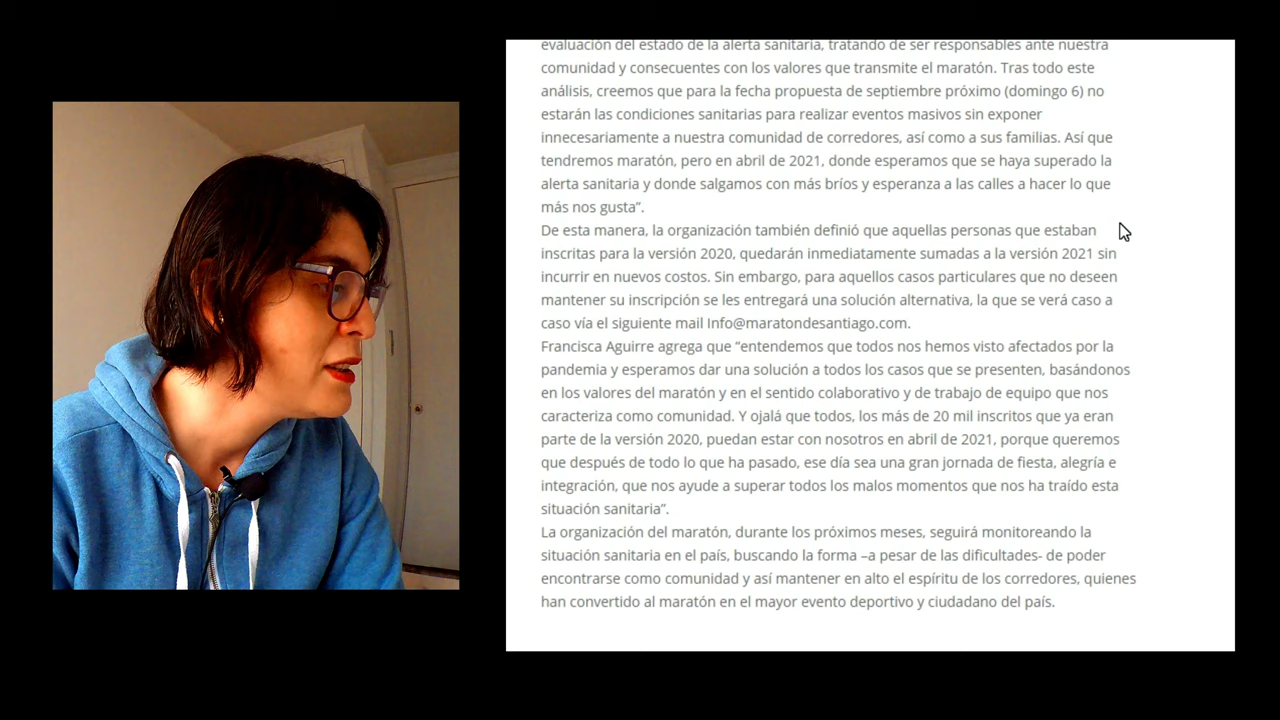 evaluación del estado de la alerta sanitaria, tratando de ser responsables ante nuestra
comunidad y consecuentes con los valores que transmite el maratón. Tras todo este
análisis, creemos que para la fecha propuesta de septiembre próximo (domingo 6) no
estarán las condiciones sanitarias para realizar eventos masivos sin exponer
innecesariamente a nuestra comunidad de corredores, así como a sus familias. Así que
tendremos maratón, pero en abril de 2021, donde esperamos que se haya superado la
alerta sanitaria y donde salgamos con más bríos y esperanza a las calles a hacer lo que
más nos gusta”.
De esta manera, la organización también definió que aquellas personas que estaban
inscritas para la versión 2020, quedarán inmediatamente sumadas a la versión 2021 sin
incurrir en nuevos costos. Sin embargo, para aquellos casos particulares que no deseen
mantener su inscripción se les entregará una solución alternativa, la que se verá caso a
caso vía el siguiente mail Info@maratondesantiago.com.
Francisca Aguirre agrega que “entendemos que todos nos hemos visto afectados por la
pandemia y esperamos dar una solución a todos los casos que se presenten, basándonos
en los valores del maratón y en el sentido colaborativo y de trabajo de equipo que nos
caracteriza como comunidad. Y ojalá que todos, los más de 20 mil inscritos que ya eran
parte de la versión 2020, puedan estar con nosotros en abril de 2021, porque queremos
que después de todo lo que ha pasado, ese día sea una gran jornada de fiesta, alegría e
integración, que nos ayude a superar todos los malos momentos que nos ha traído esta
situación sanitaria”.
La organización del maratón, durante los próximos meses, seguirá monitoreando la
situación sanitaria en el país, buscando la forma –a pesar de las dificultades- de poder
encontrarse como comunidad y así mantener en alto el espíritu de los corredores, quienes
han convertido al maratón en el mayor evento deportivo y ciudadano del país.